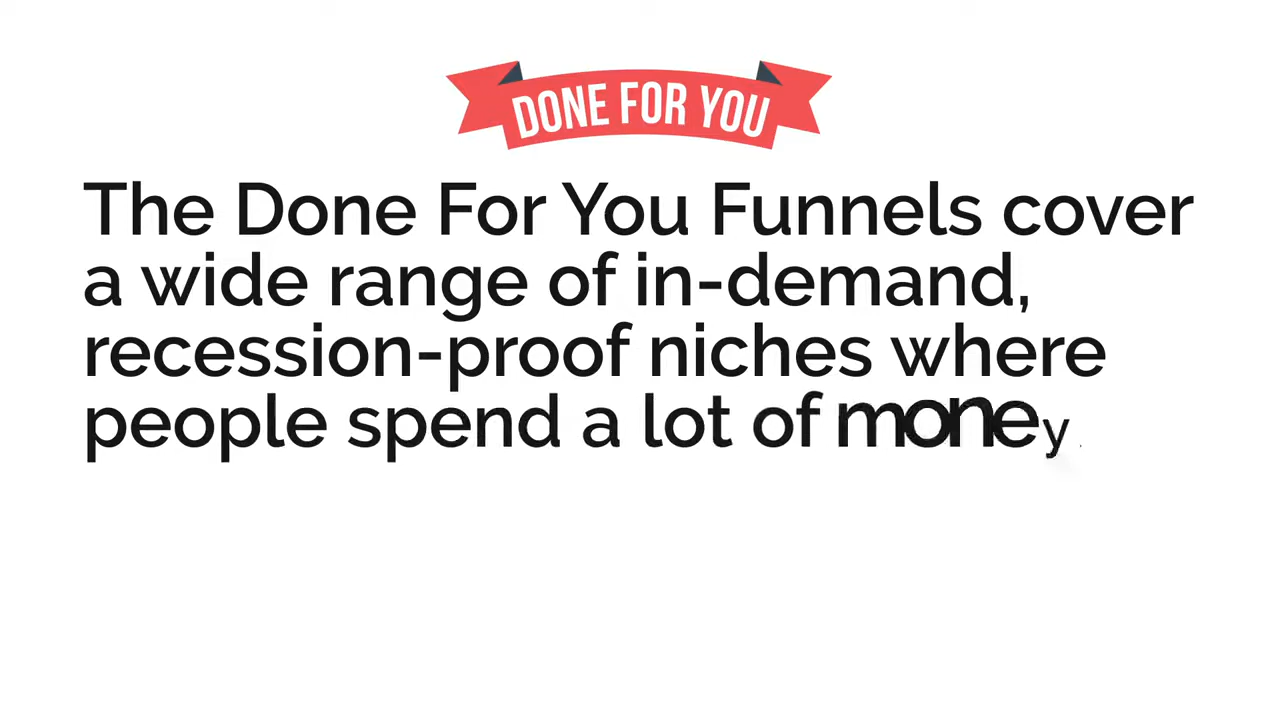 DONE FOR YOU
The Done For You Funnels cover
a wide range of in-demand,
recession-proof niches where
people spend a lot of money.